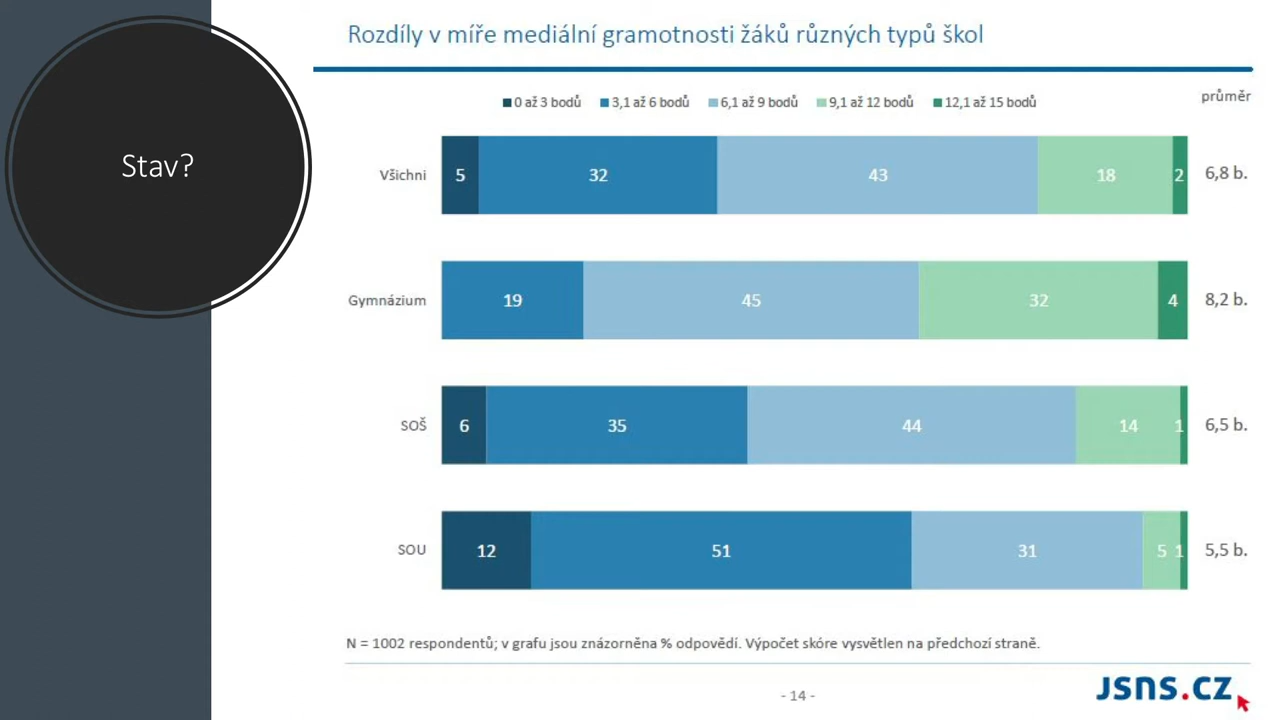 Stav?
Rozdíly v míře mediální gramotnosti žáků různých typů škol
0 až 3 bodů 3,1 až 6 bodů 6,1 až 9 bodů 9,1 až 12 bodů 12,1 až 15 bodů
průměr
Všichni 5 32 43 18 2 6,8 b.
Gymnázium 19 45 32 4 8,2 b.
SOŠ 6 35 44 14 1 6,5 b.
SOU 12 51 31 5 1 5,5 b.
N = 1002 respondentů; v grafu jsou znázorněna % odpovědí. Výpočet skóre vysvětlen na předchozí straně.
- 14 -
JSNS.CZ